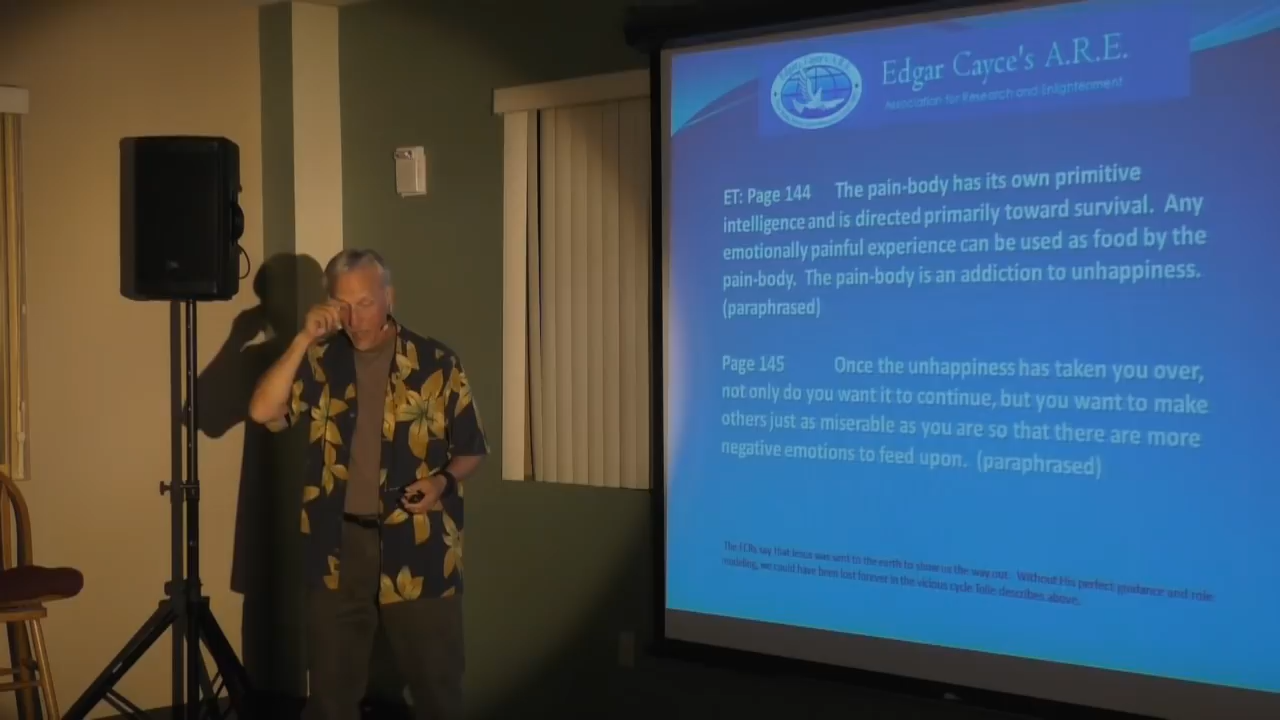 Edgar Cayce's A.R.E.
Association for Research and Enlightenment
ET: Page 144 The pain-body has its own primitive
intelligence and is directed primarily toward survival. Any
emotionally painful experience can be used as food by the
pain-body. The pain-body is an addiction to unhappiness.
(paraphrased)
Page 145 Once the unhappiness has taken you over,
not only do you want it to continue, but you want to make
others just as miserable as you are so that there are more
negative emotions to feed upon. (paraphrased)
The ECRs say that Jesus was sent to the earth to show us the way out. Without His perfect guidance and role
modeling, we could have been lost forever in the vicious cycle Tolle describes above.